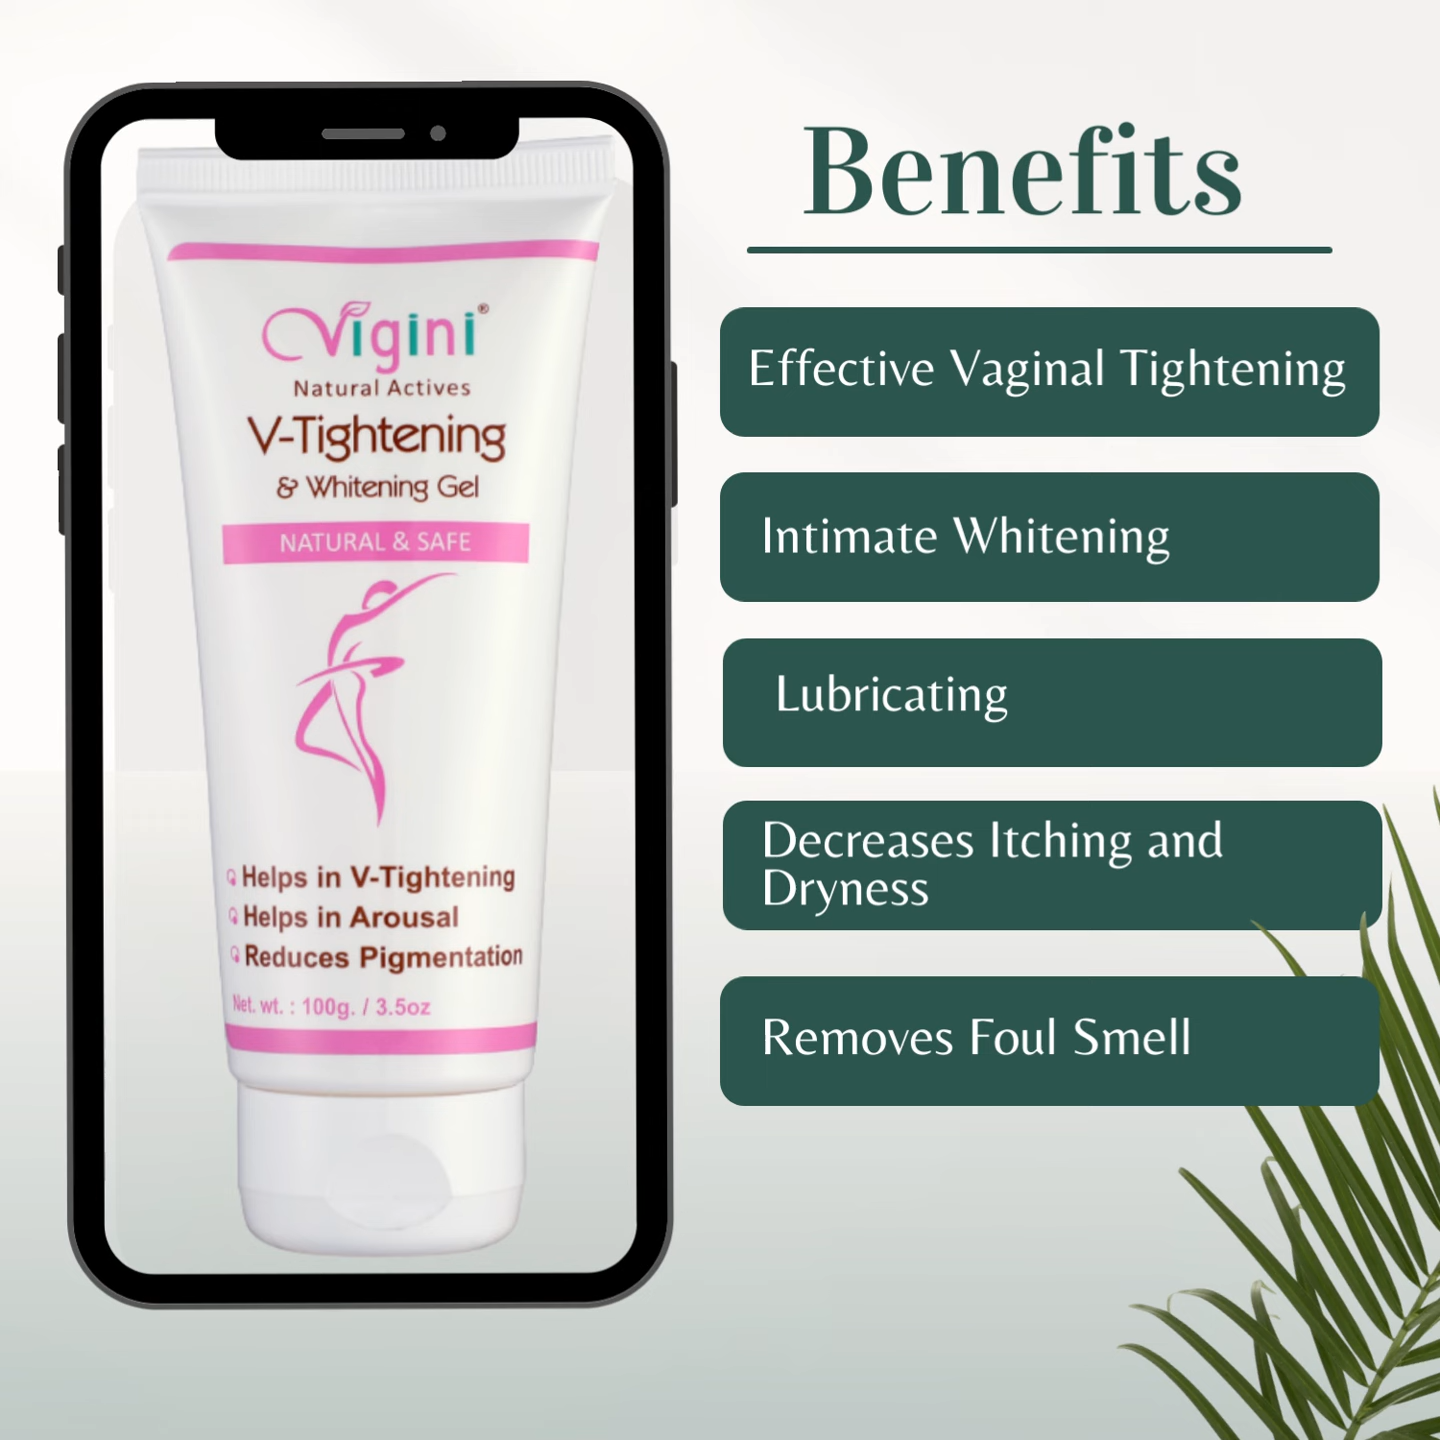 Vigini®
Natural Actives
V-Tightening
& Whitening Gel
NATURAL & SAFE
Helps in V-Tightening
Helps in Arousal
Reduces Pigmentation
Net. wt. : 100g. / 3.5oz
Benefits
Effective Vaginal Tightening
Intimate Whitening
Lubricating
Decreases Itching and
Dryness
Removes Foul Smell